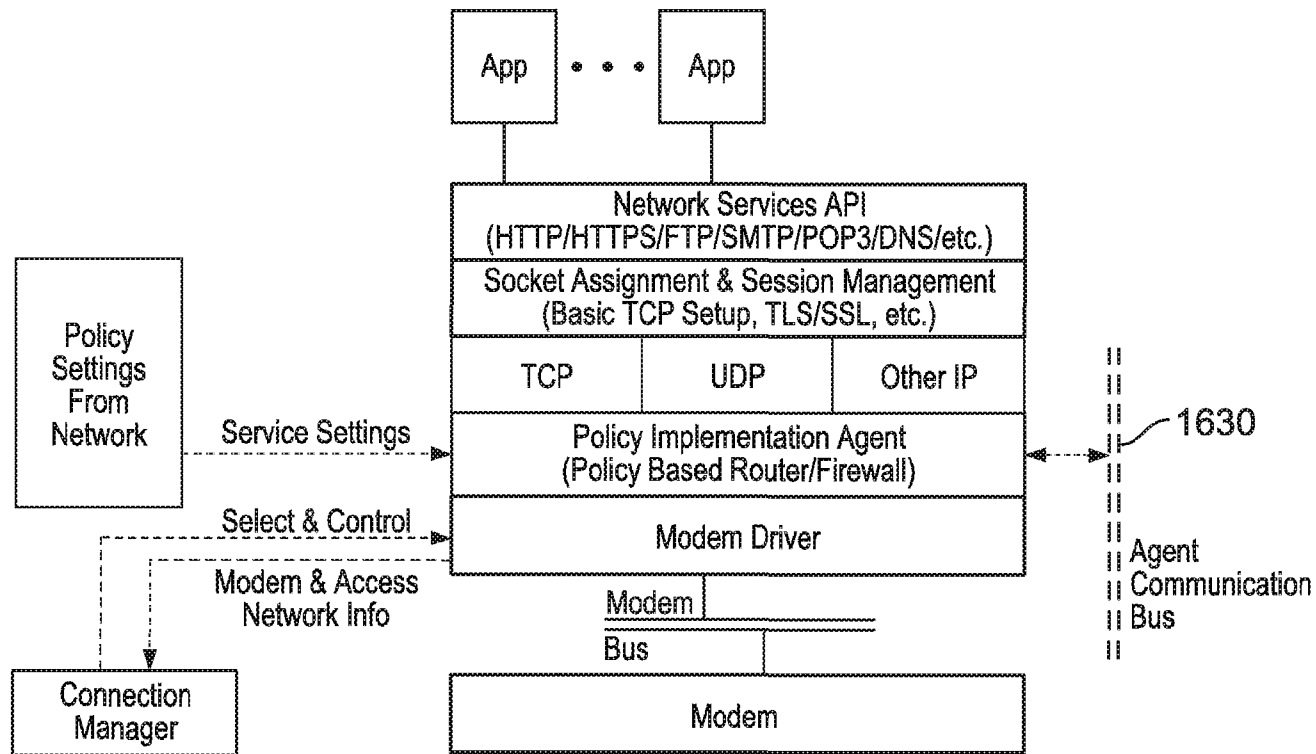 App
App
Network Services API
(HTTP/HTTPS/FTP/SMTP/POP3/DNS/etc.)
Socket Assignment & Session Management
(Basic TCP Setup, TLS/SSL, etc.)
TCP
UDP
Other IP
Policy
Settings
From
Network
Service Settings
Policy Implementation Agent
(Policy Based Router/Firewall)
1630
Select & Control
Modem Driver
Modem & Access
Network Info
Agent
Communication
Bus
Modem
Bus
Connection
Manager
Modem